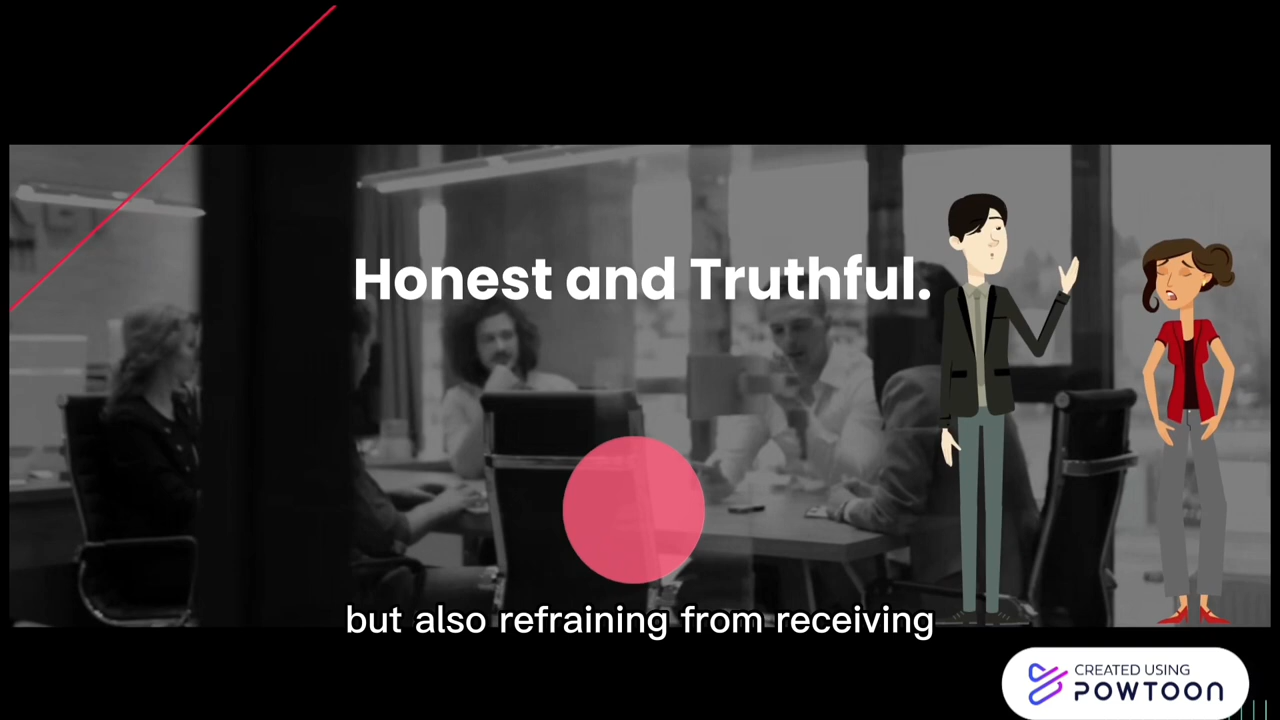 Honest and Truthful.
but also refraining from receiving
CREATED USING
POWTOON